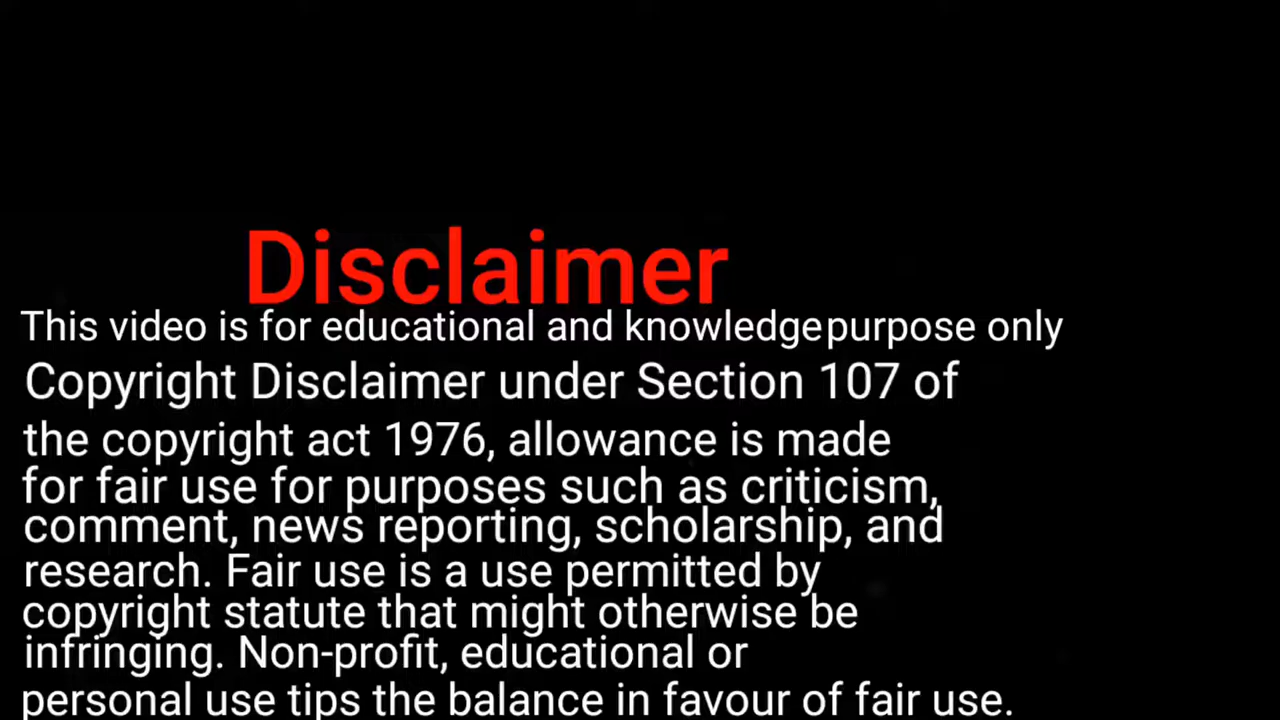 Disclaimer
This video is for educational and knowledgepurpose only
Copyright Disclaimer under Section 107 of
the copyright act 1976, allowance is made
for fair use for purposes such as criticism,
comment, news reporting, scholarship, and
research. Fair use is a use permitted by
copyright statute that might otherwise be
infringing. Non-profit, educational or
personal use tips the balance in favour of fair use.